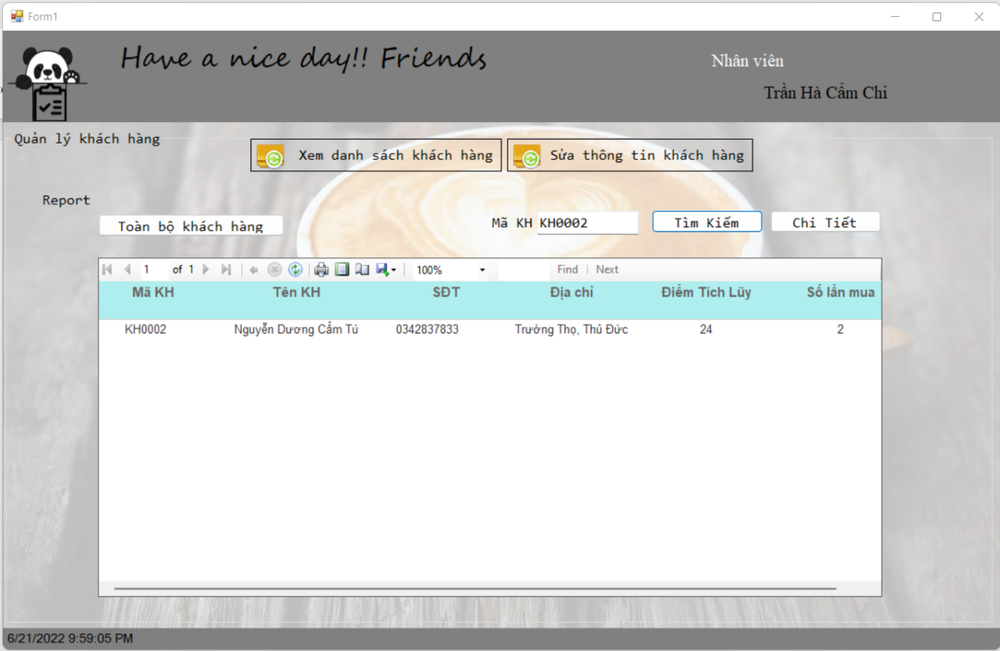 Form1
Have a nice day!! Friends
Nhân viên
Trần Hà Cẩm Chi
Quản lý khách hàng
Xem danh sách khách hàng
Sửa thông tin khách hàng
Report
Toàn bộ khách hàng
Mã KH KH0002
Tìm Kiếm
Chi Tiết
1 of 1 100% Find | Next
Mã KH Tên KH SĐT Địa chỉ Điểm Tích Lũy Số lần mua
KH0002 Nguyễn Dương Cẩm Tú 0342837833 Trường Thọ, Thủ Đức 24 2
6/21/2022 9:59:05 PM